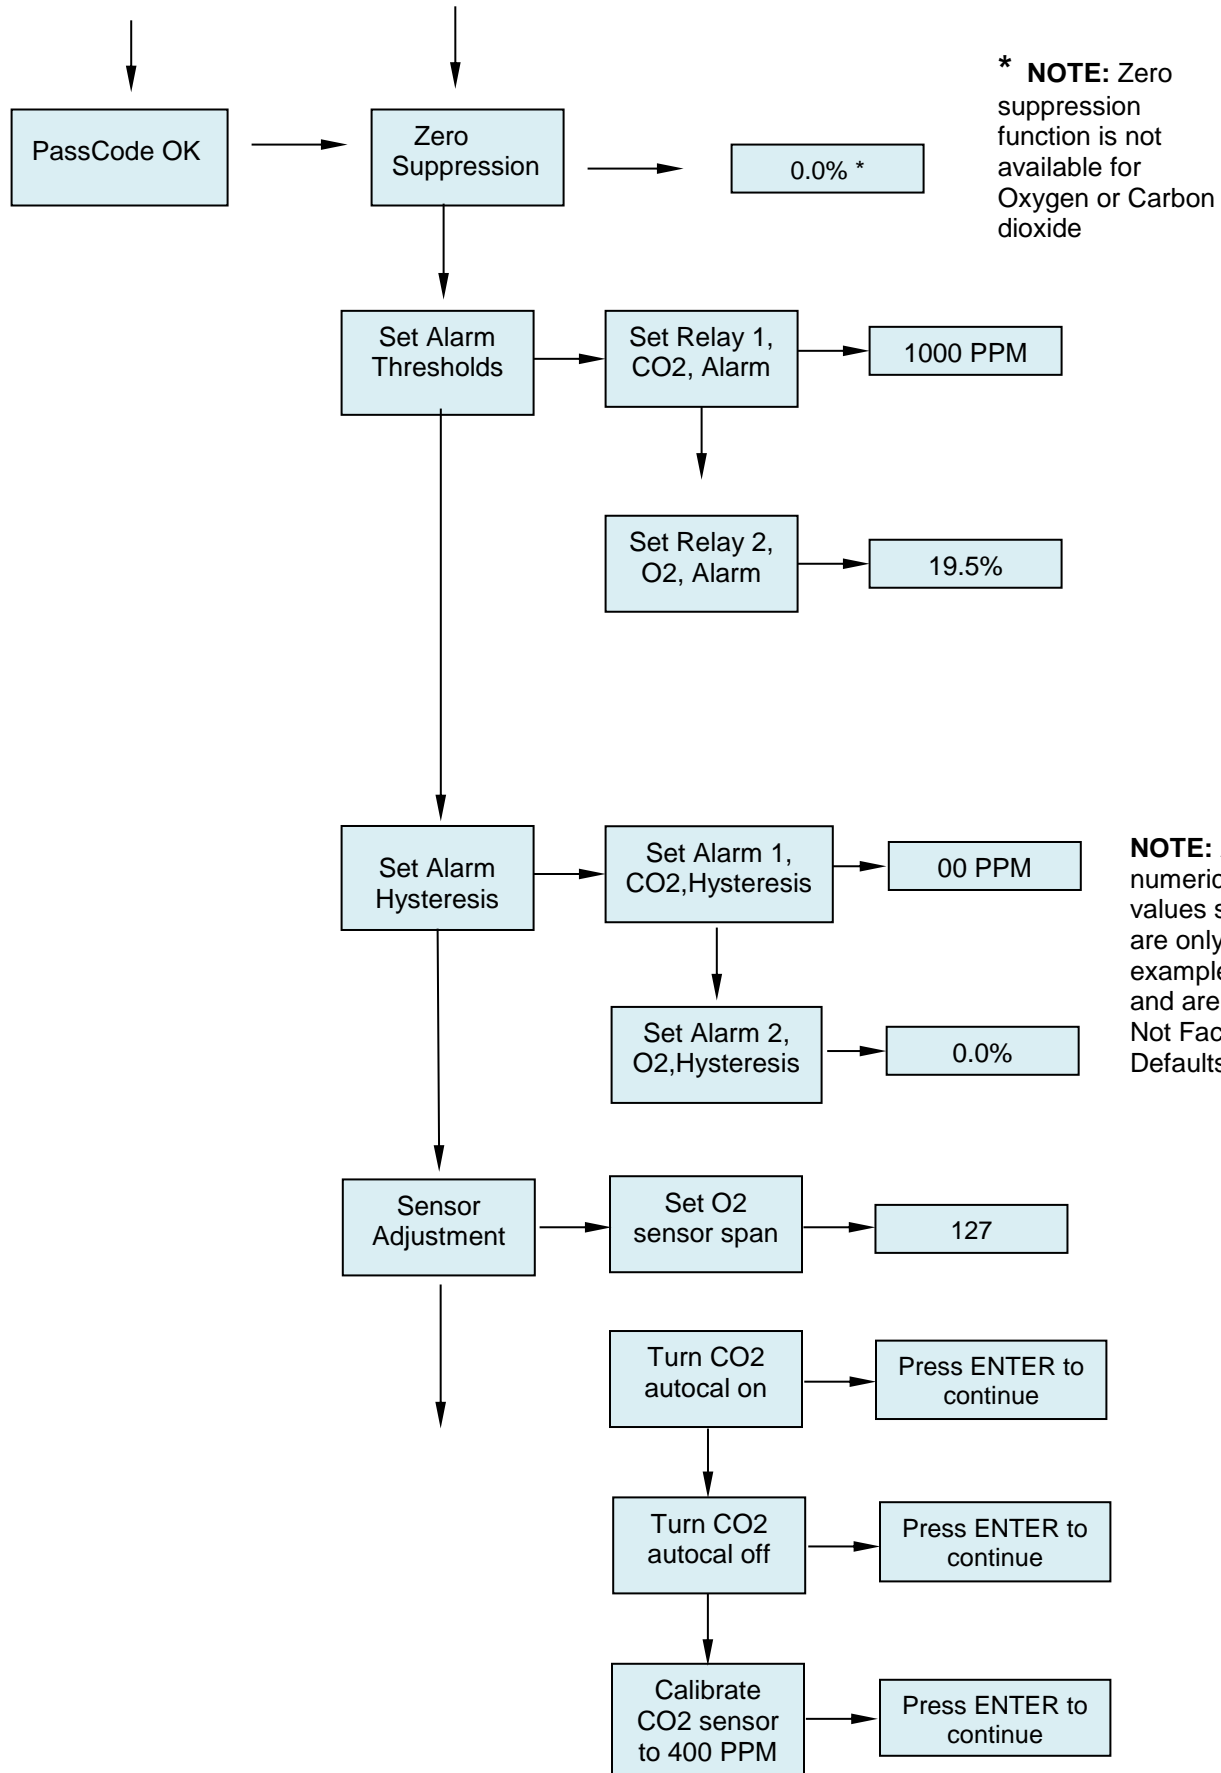 * NOTE: Zero
suppression
function is not
available for
Oxygen or Carbon
dioxide
PassCode OK
Zero
Suppression
0.0% *
Set Alarm
Thresholds
Set Relay 1,
CO2, Alarm
1000 PPM
Set Relay 2,
O2, Alarm
19.5%
Set Alarm
Hysteresis
Set Alarm 1,
CO2,Hysteresis
00 PPM
Set Alarm 2,
O2,Hysteresis
0.0%
NOTE:
values
are only
and are
Not
Sensor
Adjustment
Set O2
sensor span
127
Turn CO2
autocal on
Press ENTER to
continue
Turn CO2
autocal off
Press ENTER to
continue
Calibrate
CO2 sensor
to 400 PPM
Press ENTER to
continue